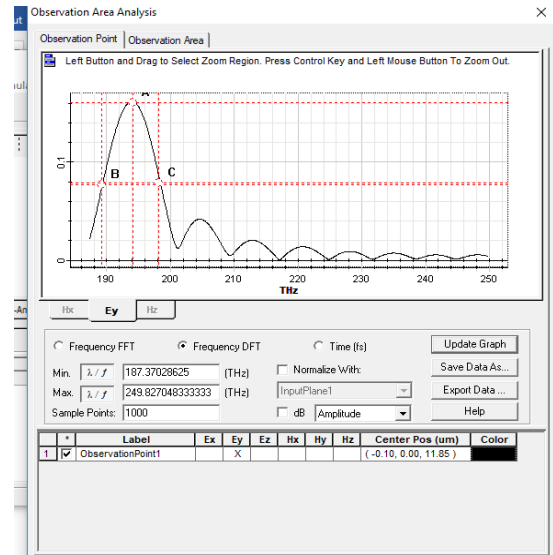 ut
Observation Area Analysis
Observation Point Observation Area
Left Button and Drag to Select Zoom Region. Press Control Key and Left Mouse Button To Zoom Out.
A
0.1
B
C
0
190 200 210 220 230 240 250
THz
Hx Ey Hz
Frequency FFT Frequency DFT Time (fs) Update Graph
Min. λ / f 187.37028625 (THz) Normalize With: Save Data As...
Max. λ / f 249.827048333333 (THz) InputPlane1 Export Data ...
Sample Points: 1000 dB Amplitude Help
* Label Ex Ey Ez Hx Hy Hz Center Pos (um) Color
1 ObservationPoint1 X ( -0.10, 0.00, 11.85 )